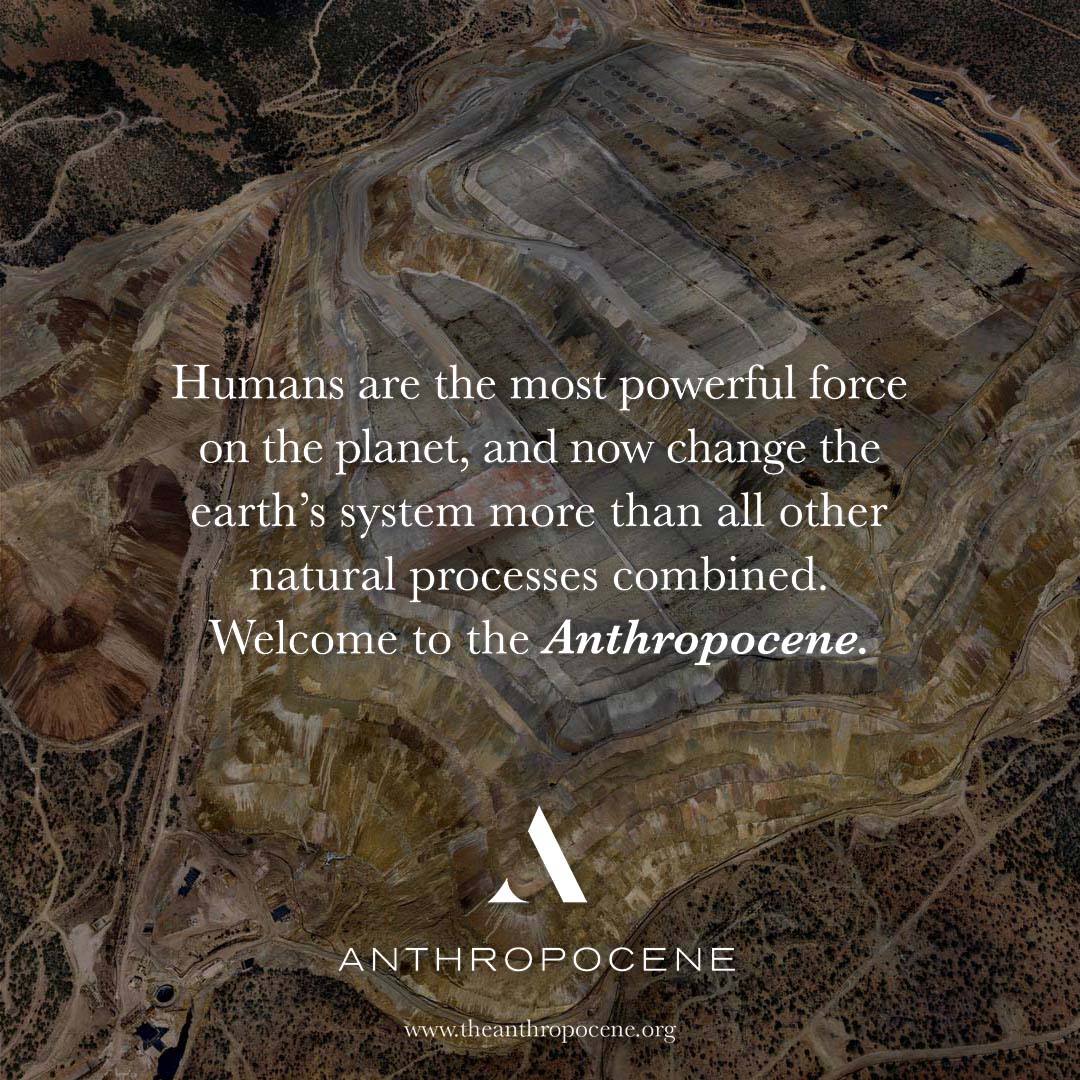 Humans are the most powerful force
on the planet, and now change the
earth’s system more than all other
natural processes combined.
Welcome to the Anthropocene.
ANTHROPOCENE
www.theanthropocene.org